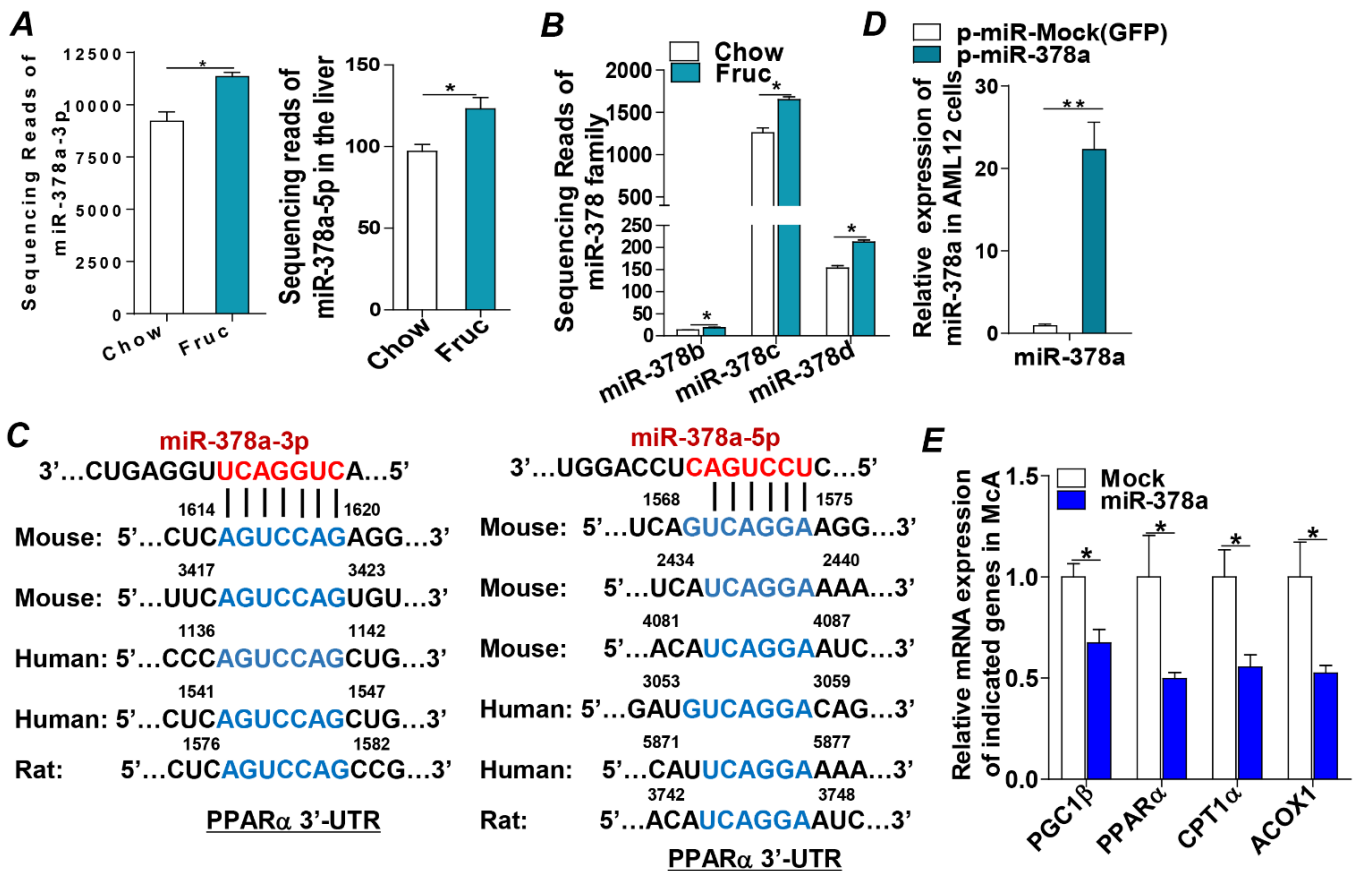 A
Sequencing Reads of
miR-378a-3p
12500
10000
7500
5000
2500
0
*
Chow
Fruc
Sequencing reads of
miR-378a-5p in the liver
150
100
50
0
*
Chow
Fruc
B
Chow
Fruc
Sequencing Reads of
miR-378 family
2000
1500
1000
500
250
200
150
100
50
0
*
*
*
miR-378b
miR-378c
miR-378d
D
p-miR-Mock(GFP)
p-miR-378a
Relative expression of
miR-378a in AML12 cells
30
20
10
0
**
miR-378a
C
miR-378a-3p
3’...CUGAGGUUCAGGUCA...5’
1614 1620
Mouse: 5’...CUCAGUCCAGAGG...3’
3417 3423
Mouse: 5’...UUCAGUCCAGUGU...3’
1136 1142
Human: 5’...CCCAGUCCAGCUG...3’
1541 1547
Human: 5’...CUCAGUCCAGCUG...3’
1576 1582
Rat: 5’...CUCAGUCCAGCCG...3’
PPARα 3’-UTR
miR-378a-5p
3’...UGGACCUCAGUCCUC...5’
1568 1575
Mouse: 5’...UCAGUCAGGAAGG...3’
2434 2440
Mouse: 5’...UCAUCAGGAAAA...3’
4081 4087
Mouse: 5’...ACAUCAGGAAUC...3’
3053 3059
Human: 5’...GAUGUCAGGACAG...3’
5871 5877
Human: 5’...CAUUCAGGAAAA...3’
3742 3748
Rat: 5’...ACAUCAGGAAUC...3’
PPARα 3’-UTR
E
Mock
miR-378a
Relative mRNA expression
of indicated genes in McA
1.5
1.0
0.5
0.0
*
*
*
*
PGC1β
PPARα
CPT1α
ACOX1